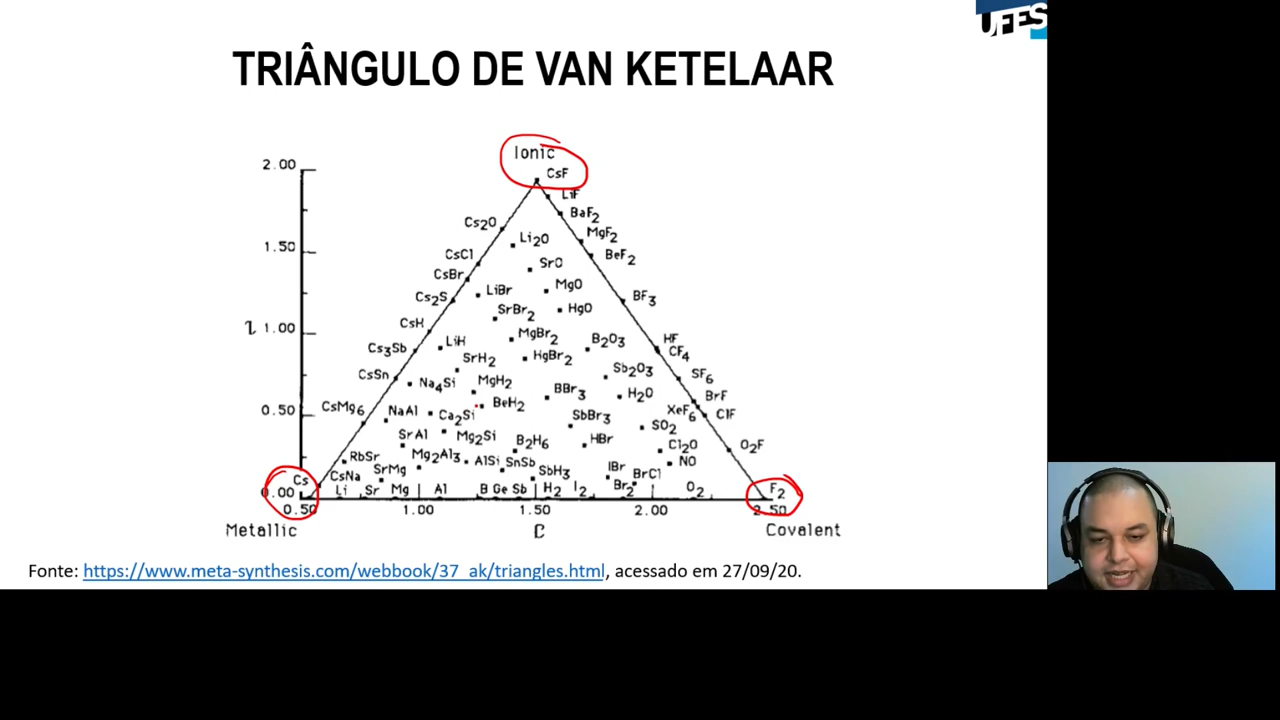 UFES
TRIÂNGULO DE VAN KETELAAR
Ionic
2.00
CsF
LiF
BaF2
Cs2O
MgF2
Li2O
1.50
CsCl
BeF2
SrO
CsBr
MgO
LiBr
Cs2S
BF3
SrBr2
HgO
CsH
1.00
MgBr2
LiH
B2O3
HF
Cs3Sb
CF4
HgBr2
SrH2
Sb2O3
CsSn
SF6
Na4Si
MgH2
BBr3
H2O
BrF
BeH2
CsMg6
NaAl
Ca2Si
XeF6
ClF
0.50
SbBr3
SO2
SrAl
Mg2Si
B2H6
HBr
Cl2O
O2F
RbSr
Mg2Al3
AlSi
SnSb
NO
SrMg
SbH3
IBr
BrCl
CsNa
Cs
Li
Sr
Mg
Al
B
Ge
Sb
H2
I2
Br2
O2
F2
0.00
0.50
1.00
1.50
2.00
2.50
Metallic
Covalent
Fonte: https://www.meta-synthesis.com/webbook/37_ak/triangles.html, acessado em 27/09/20.